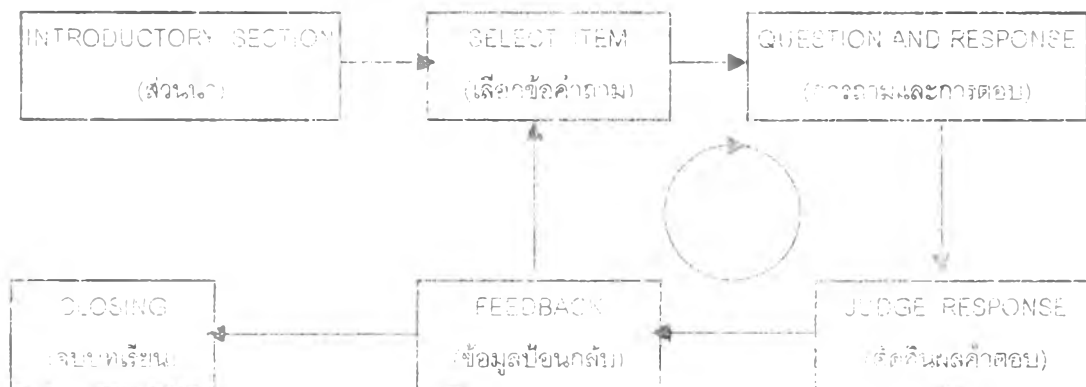 INTRODUCTORY SECTION
(ส่วนนำ)
SELECT ITEM
(เลือกข้อคำถาม)
QUESTION AND RESPONSE
(การถามและการตอบ)
JUDGE RESPONSE
(ตัดสินผลคำตอบ)
FEEDBACK
(ข้อมูลป้อนกลับ)
CLOSING
(จบบทเรียน)